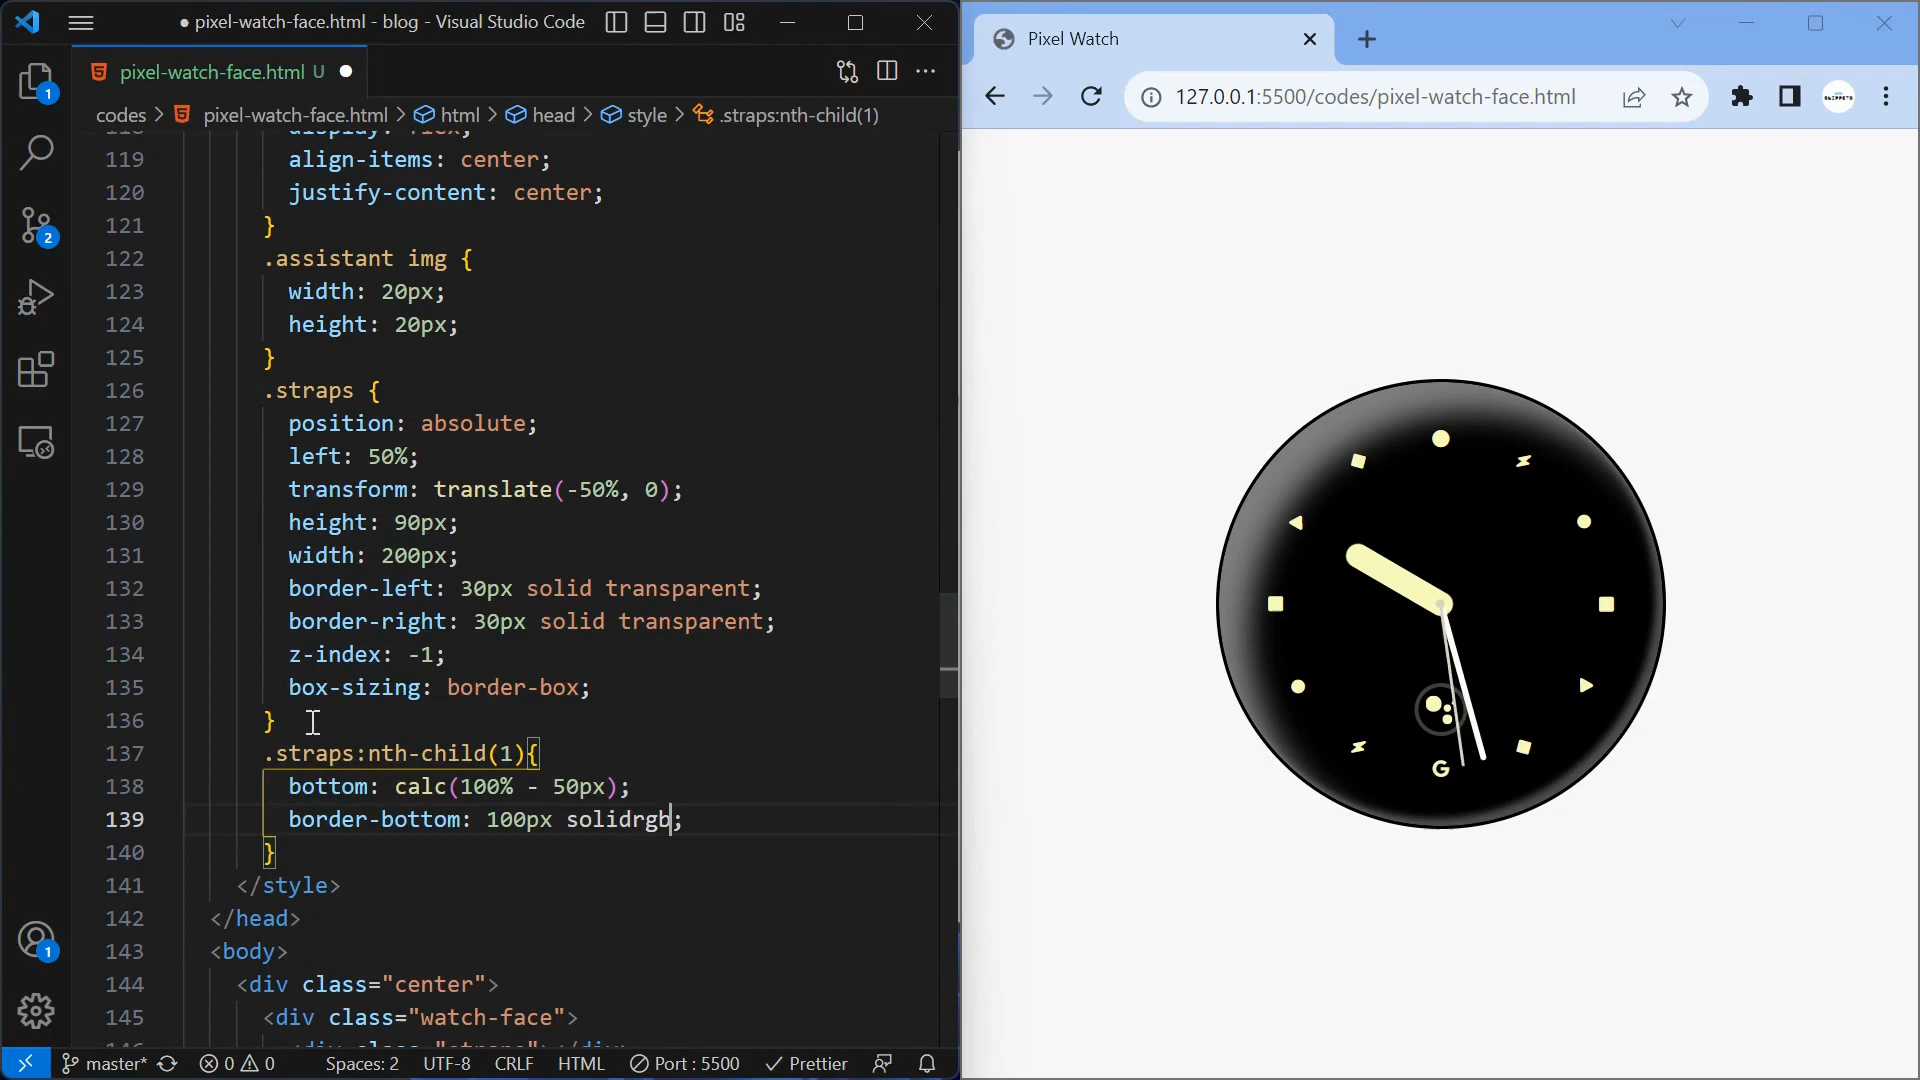 ● pixel-watch-face.html - blog - Visual Studio Code
pixel-watch-face.html U
codes > pixel-watch-face.html > html > head > style > .straps:nth-child(1)
display: flex;
119 align-items: center;
120 justify-content: center;
121 }
122 .assistant img {
123 width: 20px;
124 height: 20px;
125 }
126 .straps {
127 position: absolute;
128 left: 50%;
129 transform: translate(-50%, 0);
130 height: 90px;
131 width: 200px;
132 border-left: 30px solid transparent;
133 border-right: 30px solid transparent;
134 z-index: -1;
135 box-sizing: border-box;
136 }
137 .straps:nth-child(1){
138 bottom: calc(100% - 50px);
139 border-bottom: 100px solidrgb;
140 }
141 </style>
142 </head>
143 <body>
144 <div class="center">
145 <div class="watch-face">
1
2
1
master* 0 0 Spaces: 2 UTF-8 CRLF HTML Port : 5500 Prettier
Pixel Watch
127.0.0.1:5500/codes/pixel-watch-face.html
G